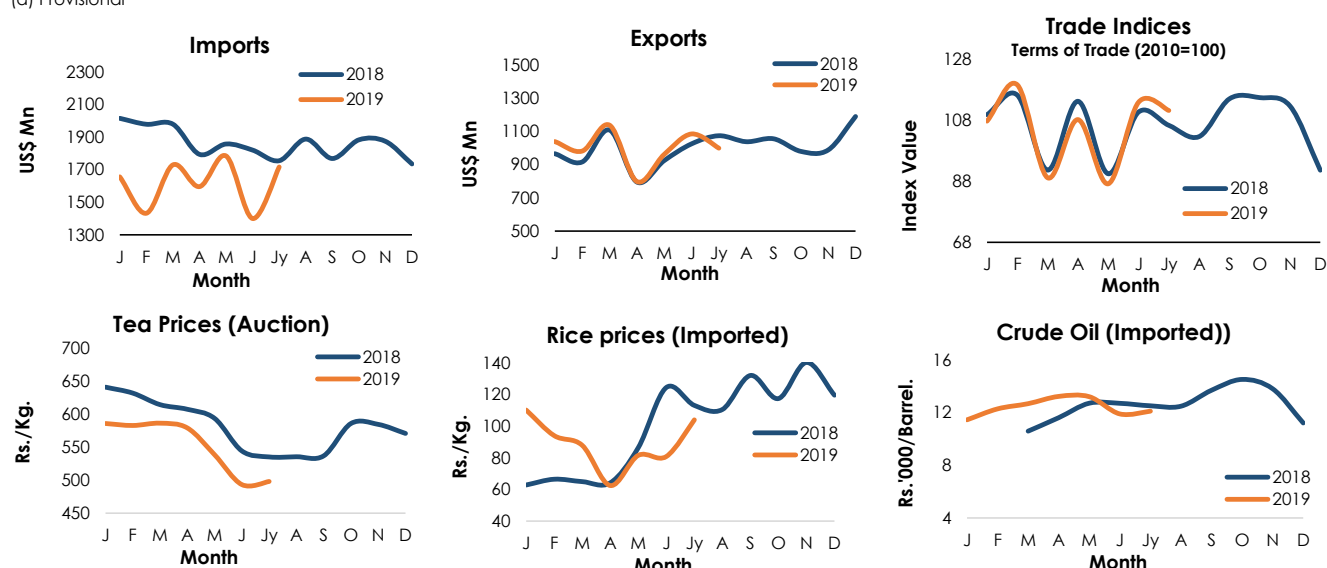 (a) Provisional
Imports
2300
2100
1900
1700
1500
1300
US$ Mn
2018
2019
J F M A M J Jy A S O N D
Month
Exports
1500
1300
1100
900
700
500
US$ Mn
2018
2019
J F M A M J Jy A S O N D
Month
Trade Indices
Terms of Trade (2010=100)
128
108
88
68
Index Value
2018
2019
J F M A M J Jy A S O N D
Month
Tea Prices (Auction)
700
650
600
550
500
450
Rs./Kg.
2018
2019
J F M A M J Jy A S O N D
Month
Rice prices (Imported)
140
120
100
80
60
40
Rs./Kg.
2018
2019
J F M A M J Jy A S O N D
Month
Crude Oil (Imported))
16
12
8
4
Rs.'000/Barrel.
2018
2019
J F M A M J Jy A S O N D
Month